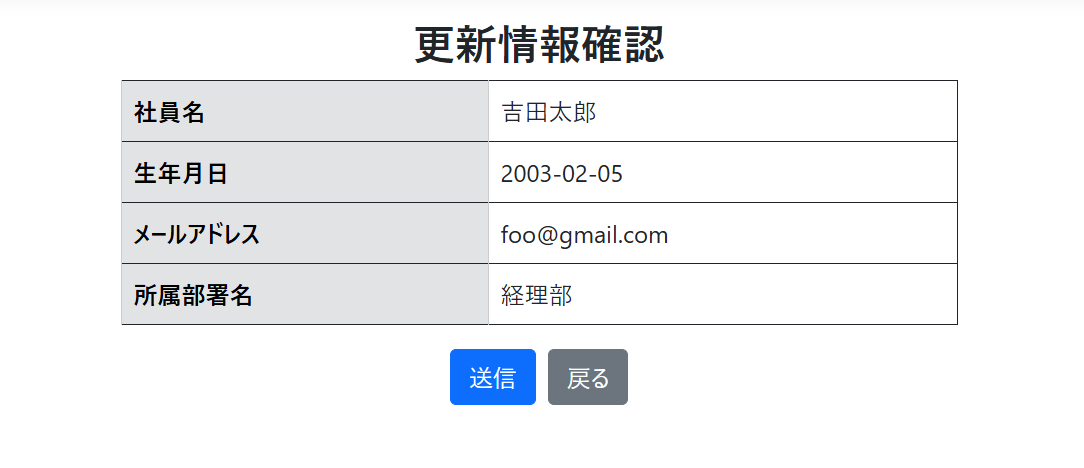 更新情報確認
社員名 吉田太郎
生年月日 2003-02-05
メールアドレス foo@gmail.com
所属部署名 経理部
送信 戻る